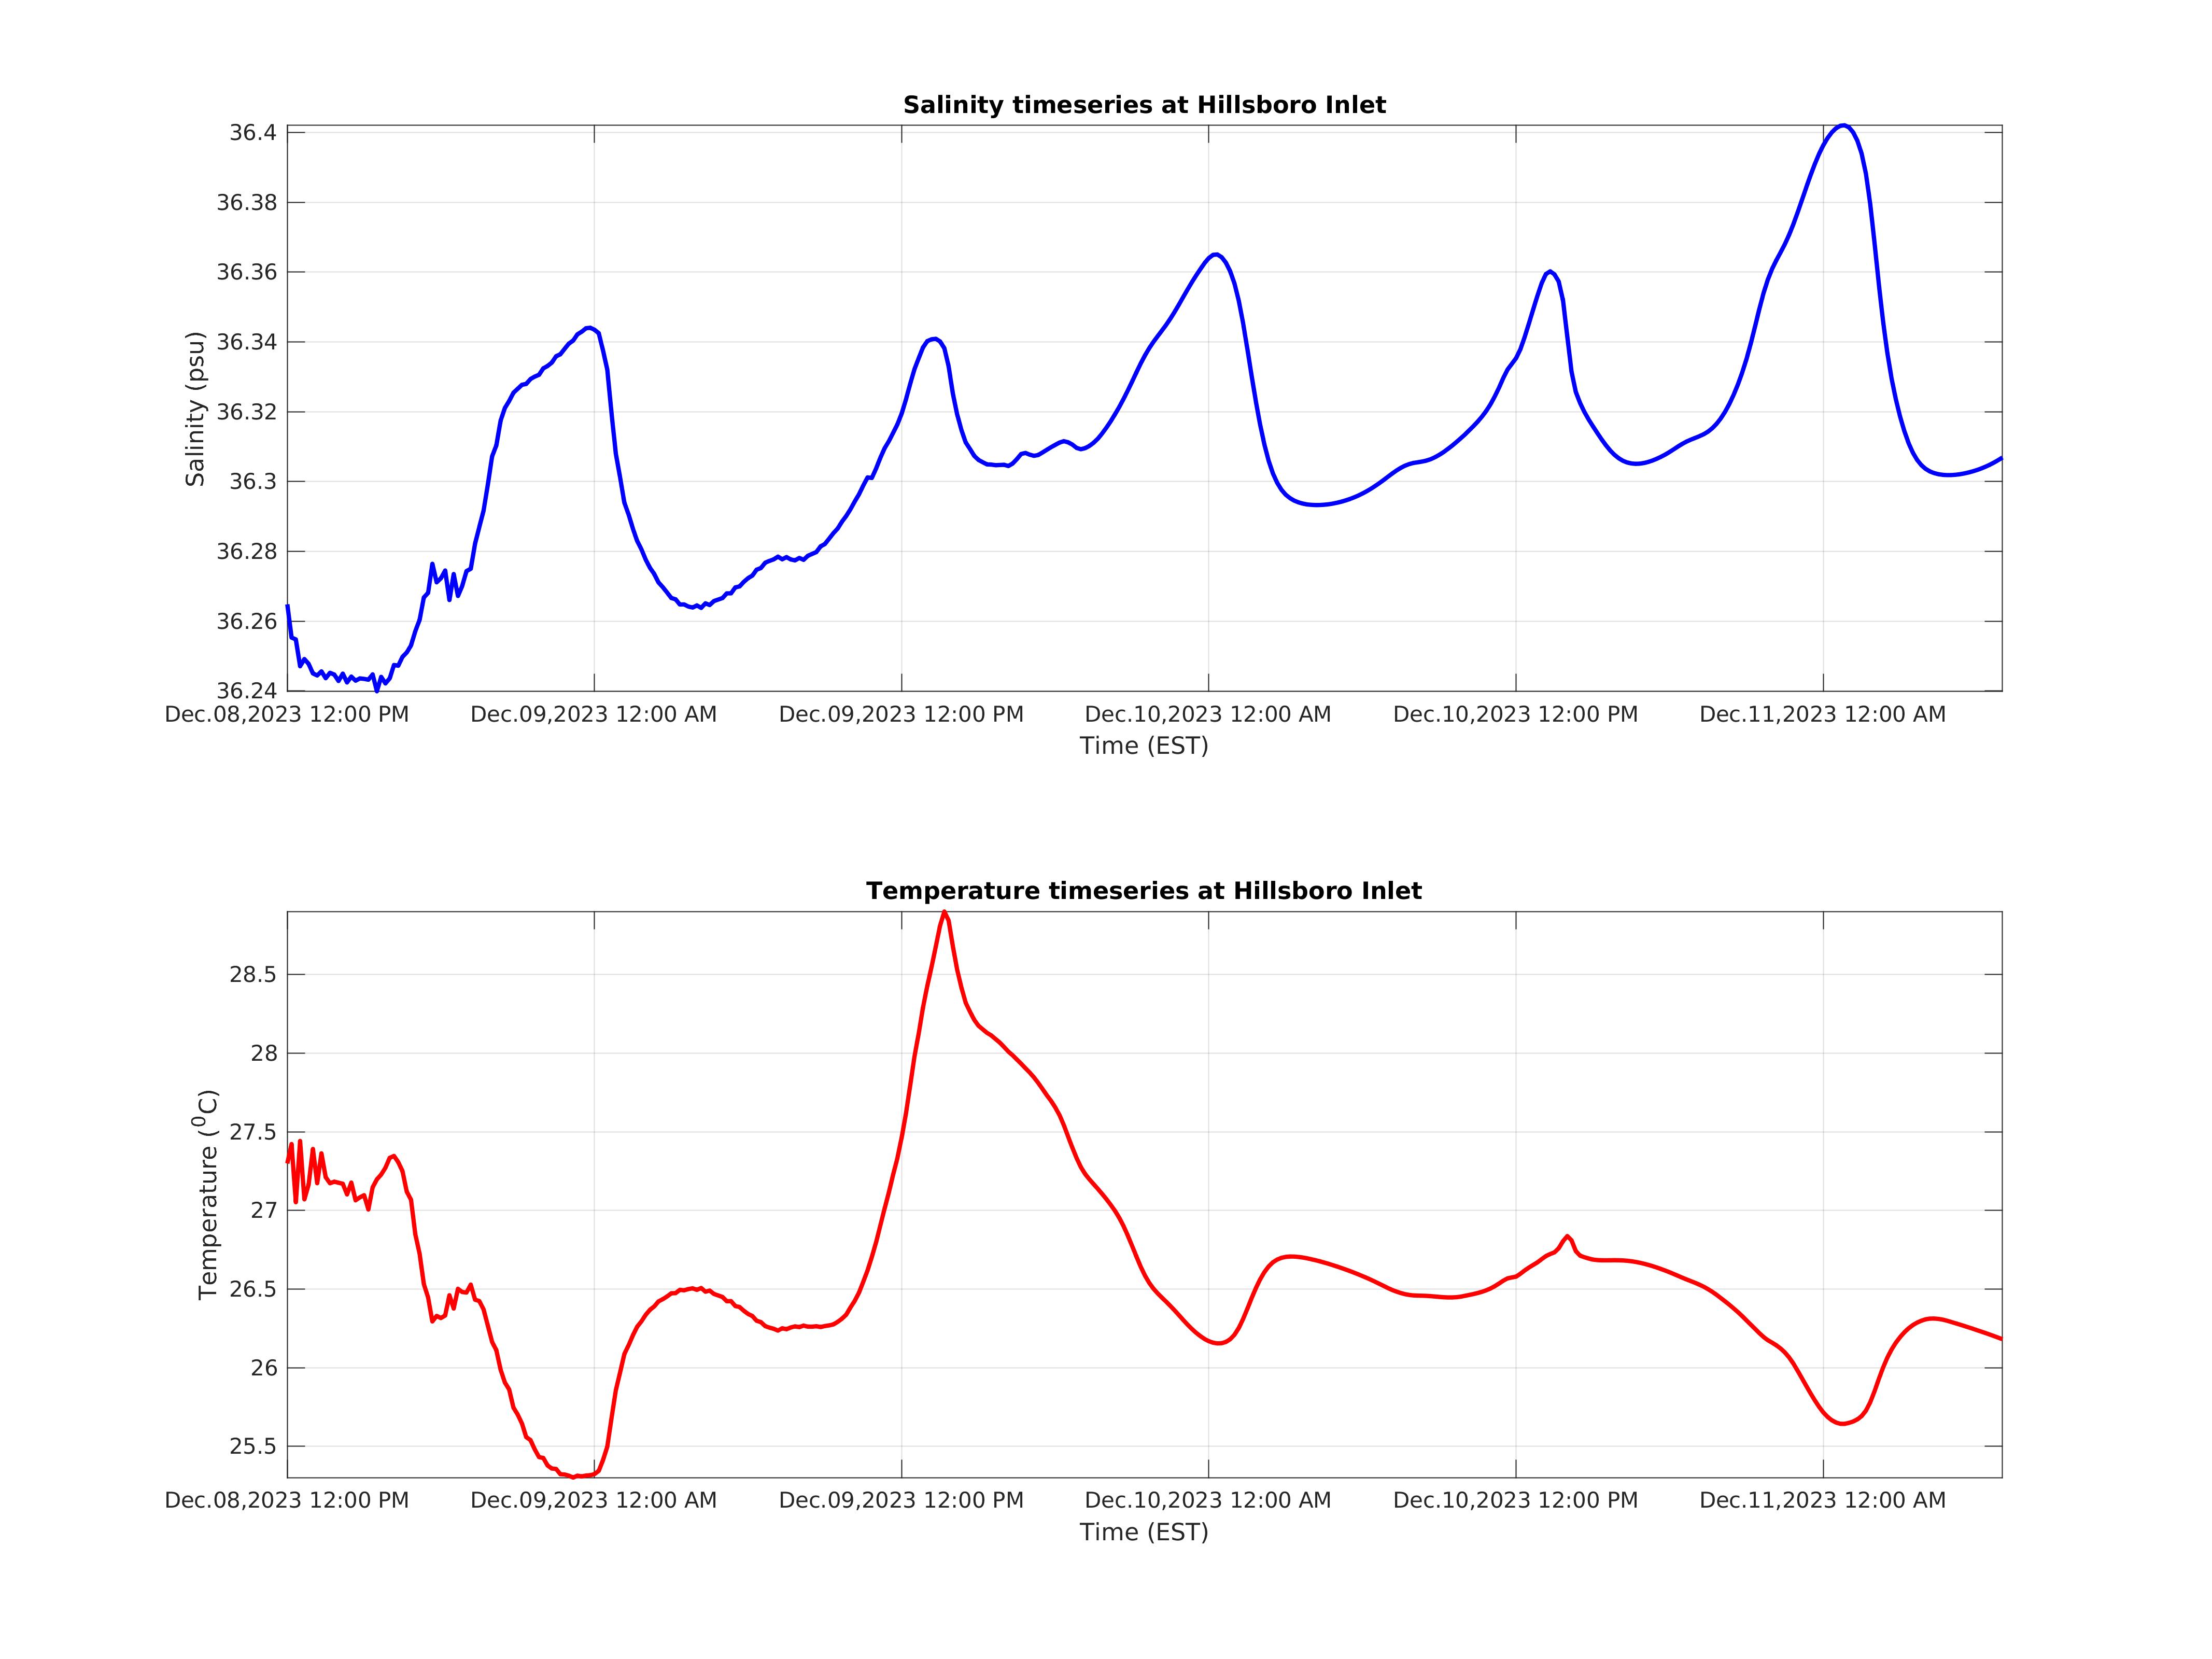 Salinity timeseries at Hillsboro Inlet
36.4
36.38
36.36
36.34
36.32
36.3
36.28
36.26
36.24
Salinity (psu)
Dec.08,2023 12:00 PM Dec.09,2023 12:00 AM Dec.09,2023 12:00 PM Dec.10,2023 12:00 AM Dec.10,2023 12:00 PM Dec.11,2023 12:00 AM
Time (EST)
Temperature timeseries at Hillsboro Inlet
28.5
28
27.5
27
26.5
26
25.5
Temperature (⁰C)
Dec.08,2023 12:00 PM Dec.09,2023 12:00 AM Dec.09,2023 12:00 PM Dec.10,2023 12:00 AM Dec.10,2023 12:00 PM Dec.11,2023 12:00 AM
Time (EST)